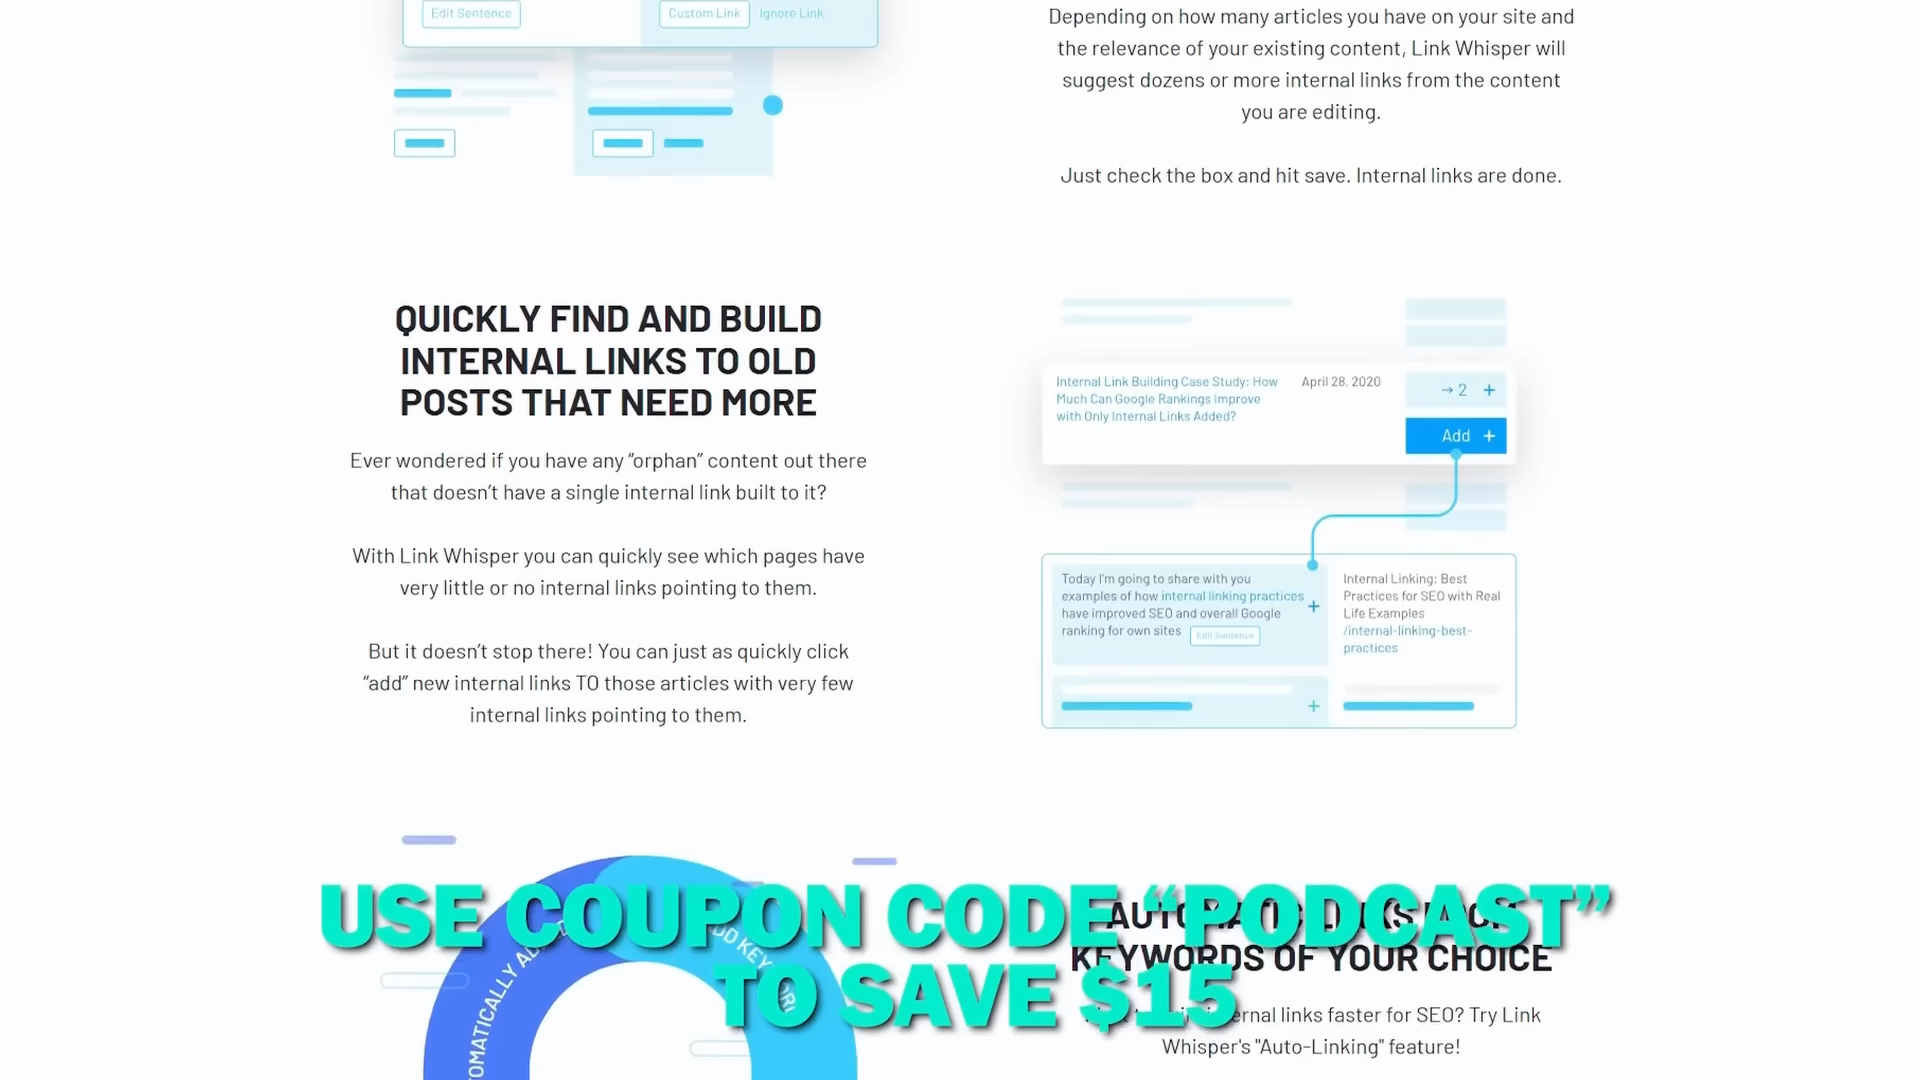 Edit Sentence
Custom Link
Ignore Link
Depending on how many articles you have on your site and
the relevance of your existing content, Link Whisper will
suggest dozens or more internal links from the content
you are editing.
Just check the box and hit save. Internal links are done.
QUICKLY FIND AND BUILD
INTERNAL LINKS TO OLD
POSTS THAT NEED MORE
Ever wondered if you have any “orphan” content out there
that doesn’t have a single internal link built to it?
With Link Whisper you can quickly see which pages have
very little or no internal links pointing to them.
But it doesn’t stop there! You can just as quickly click
“add” new internal links TO those articles with very few
internal links pointing to them.
Internal Link Building Case Study: How
Much Can Google Rankings Improve
with Only Internal Links Added?
April 28, 2020
→ 2 +
Add +
Today I’m going to share with you
examples of how internal linking practices
have improved SEO and overall Google
ranking for own sites
Edit Sentence
+
Internal Linking: Best
Practices for SEO with Real
Life Examples
/internal-linking-best-
practices
+
USE COUPON CODE “PODCAST”
TO SAVE $15
KEYWORDS OF YOUR CHOICE
links faster for SEO? Try Link
Whisper's "Auto-Linking" feature!